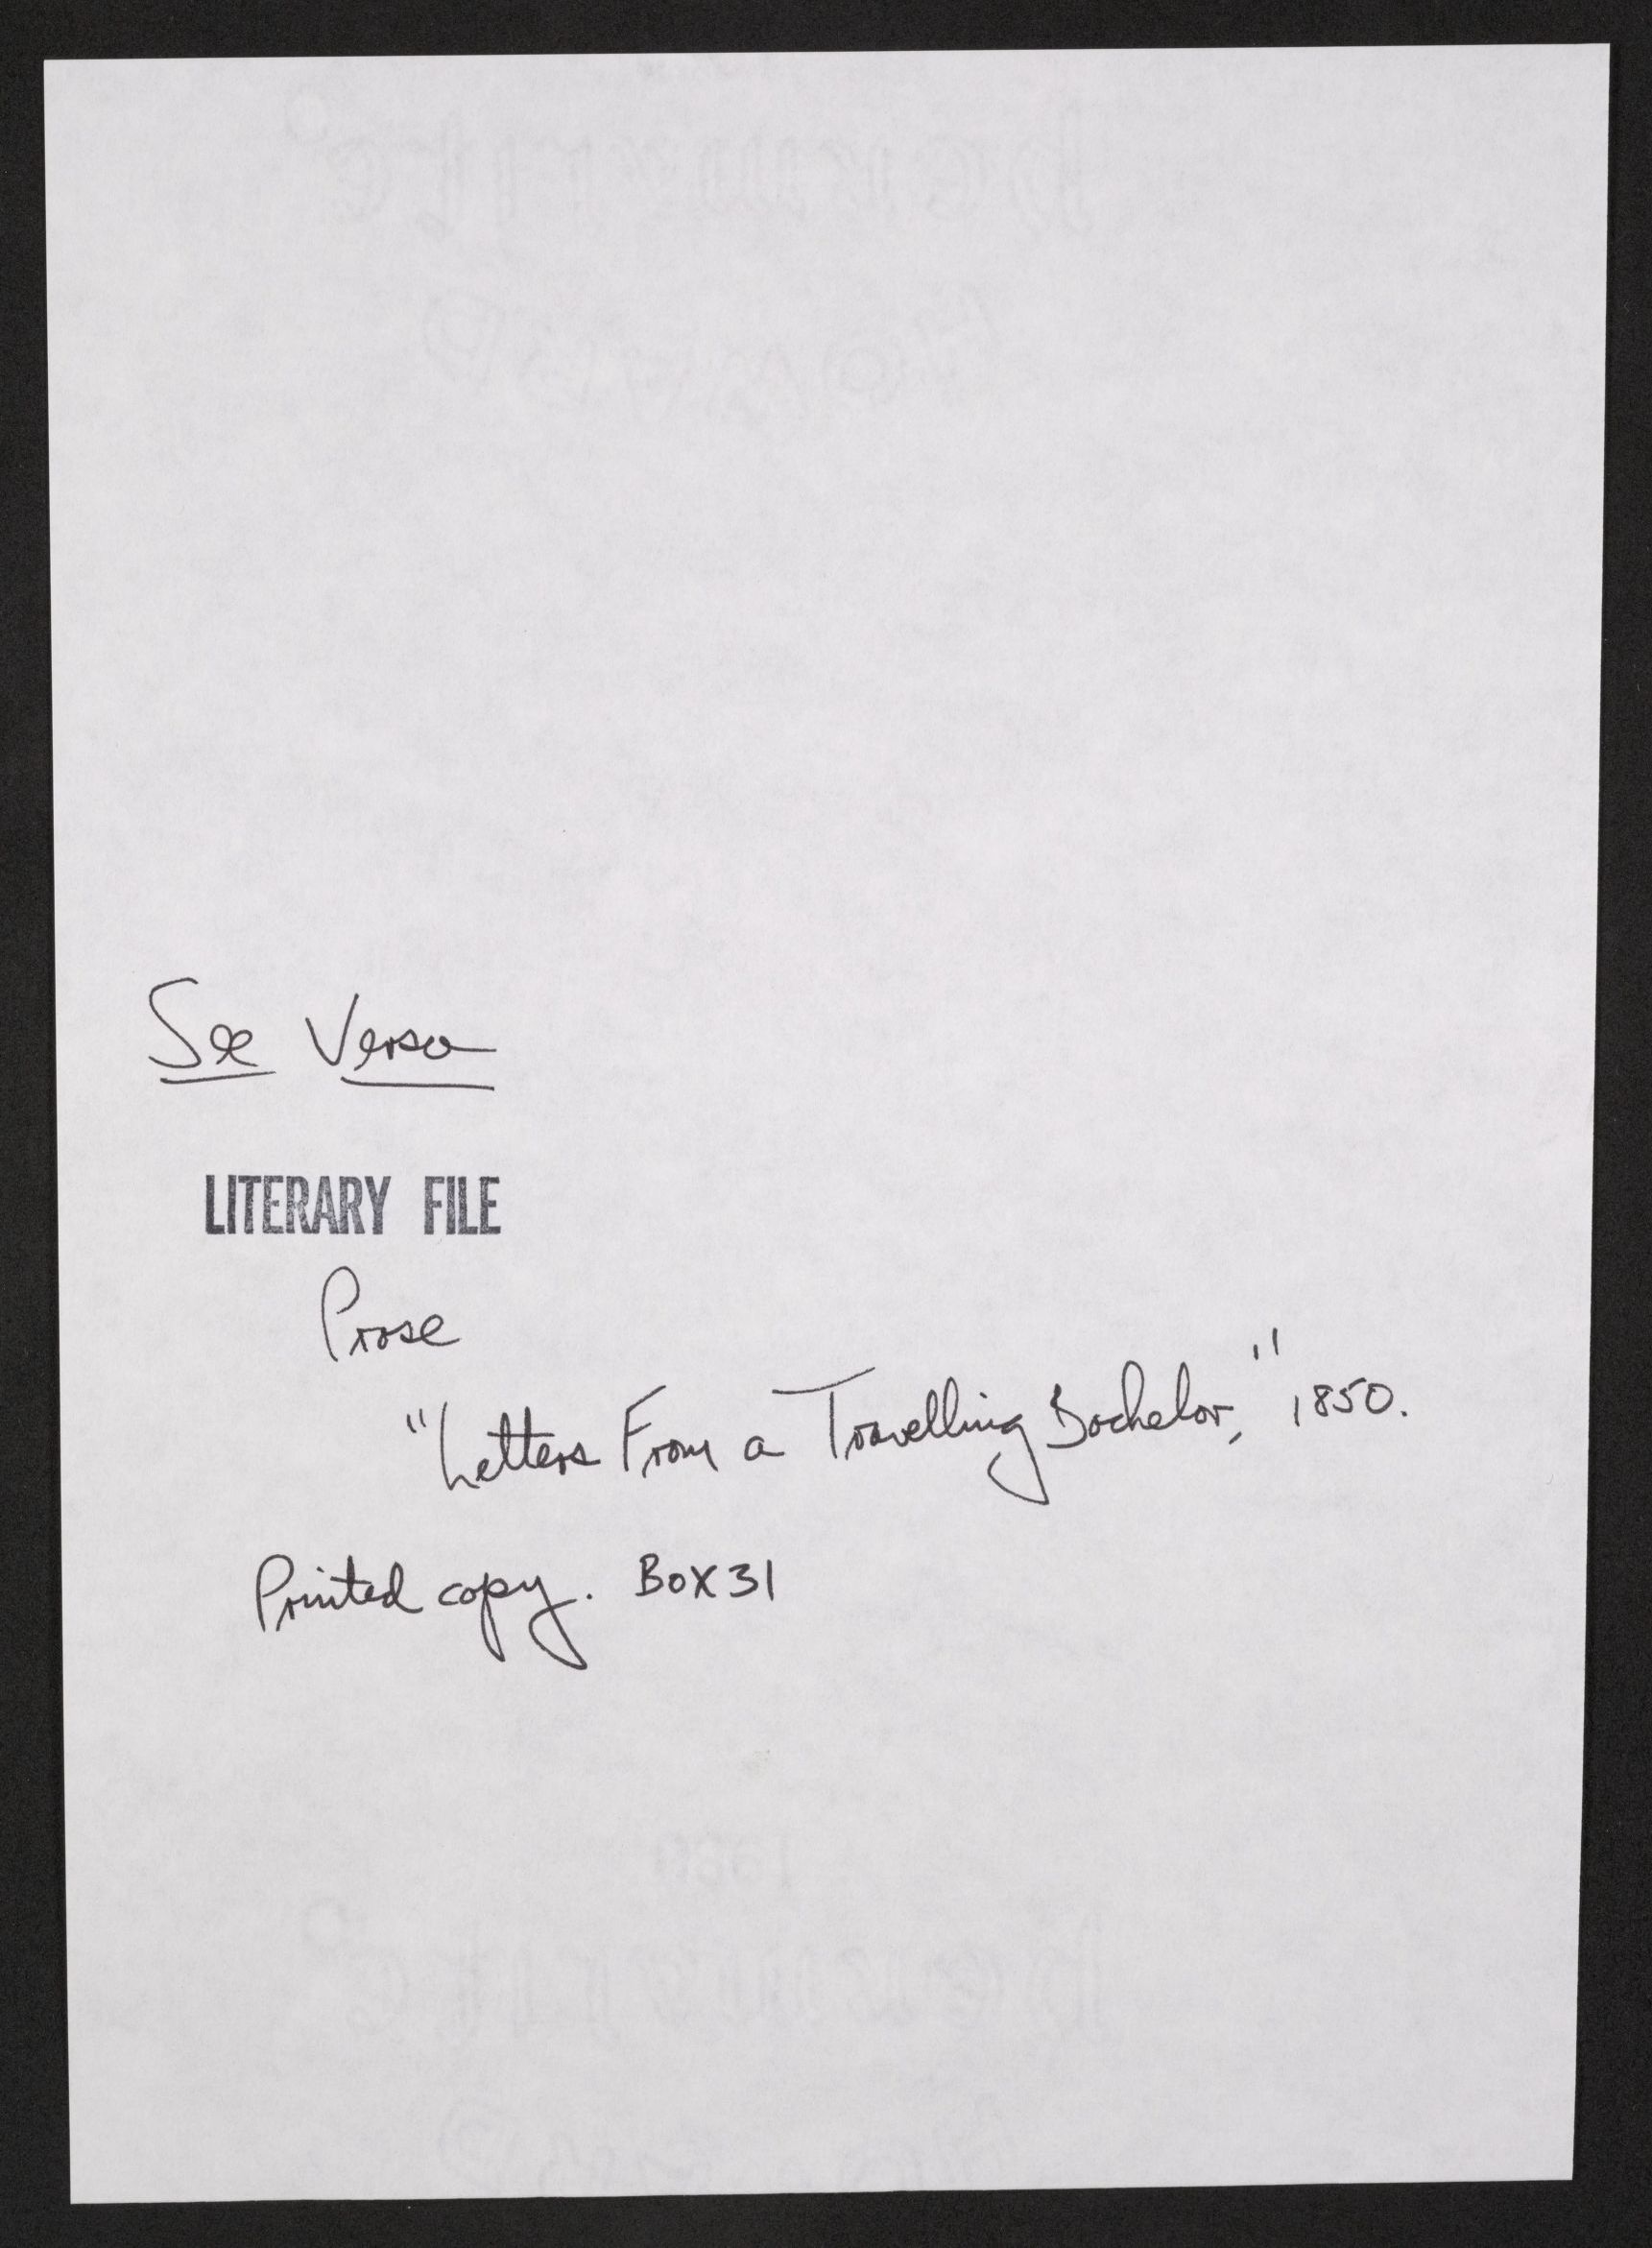 See Verso
LITERARY FILE
Prose
"Letters From a Travelling Bachelor," 1850.
Printed copy. BOX 31